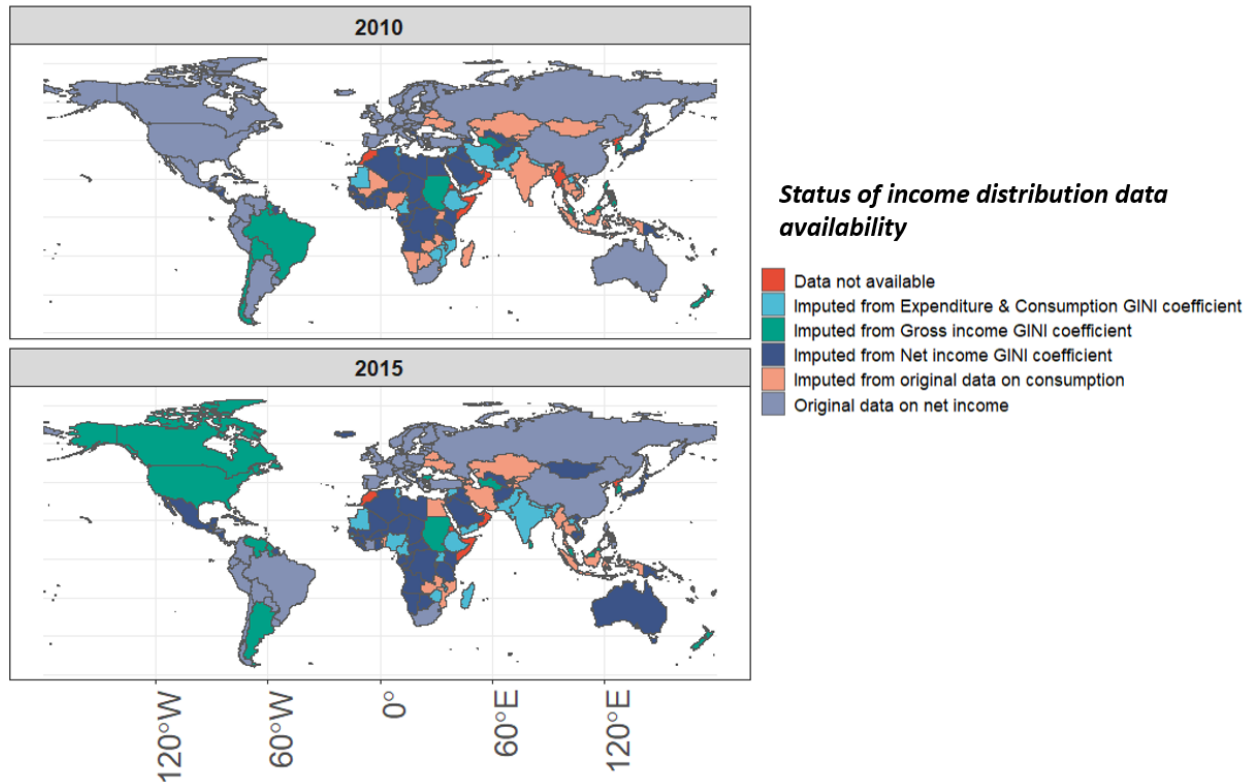 2010
2015
120°W
60°W
0°
60°E
120°E
Status of income distribution data
availability
Data not available
Imputed from Expenditure & Consumption GINI coefficient
Imputed from Gross income GINI coefficient
Imputed from Net income GINI coefficient
Imputed from original data on consumption
Original data on net income